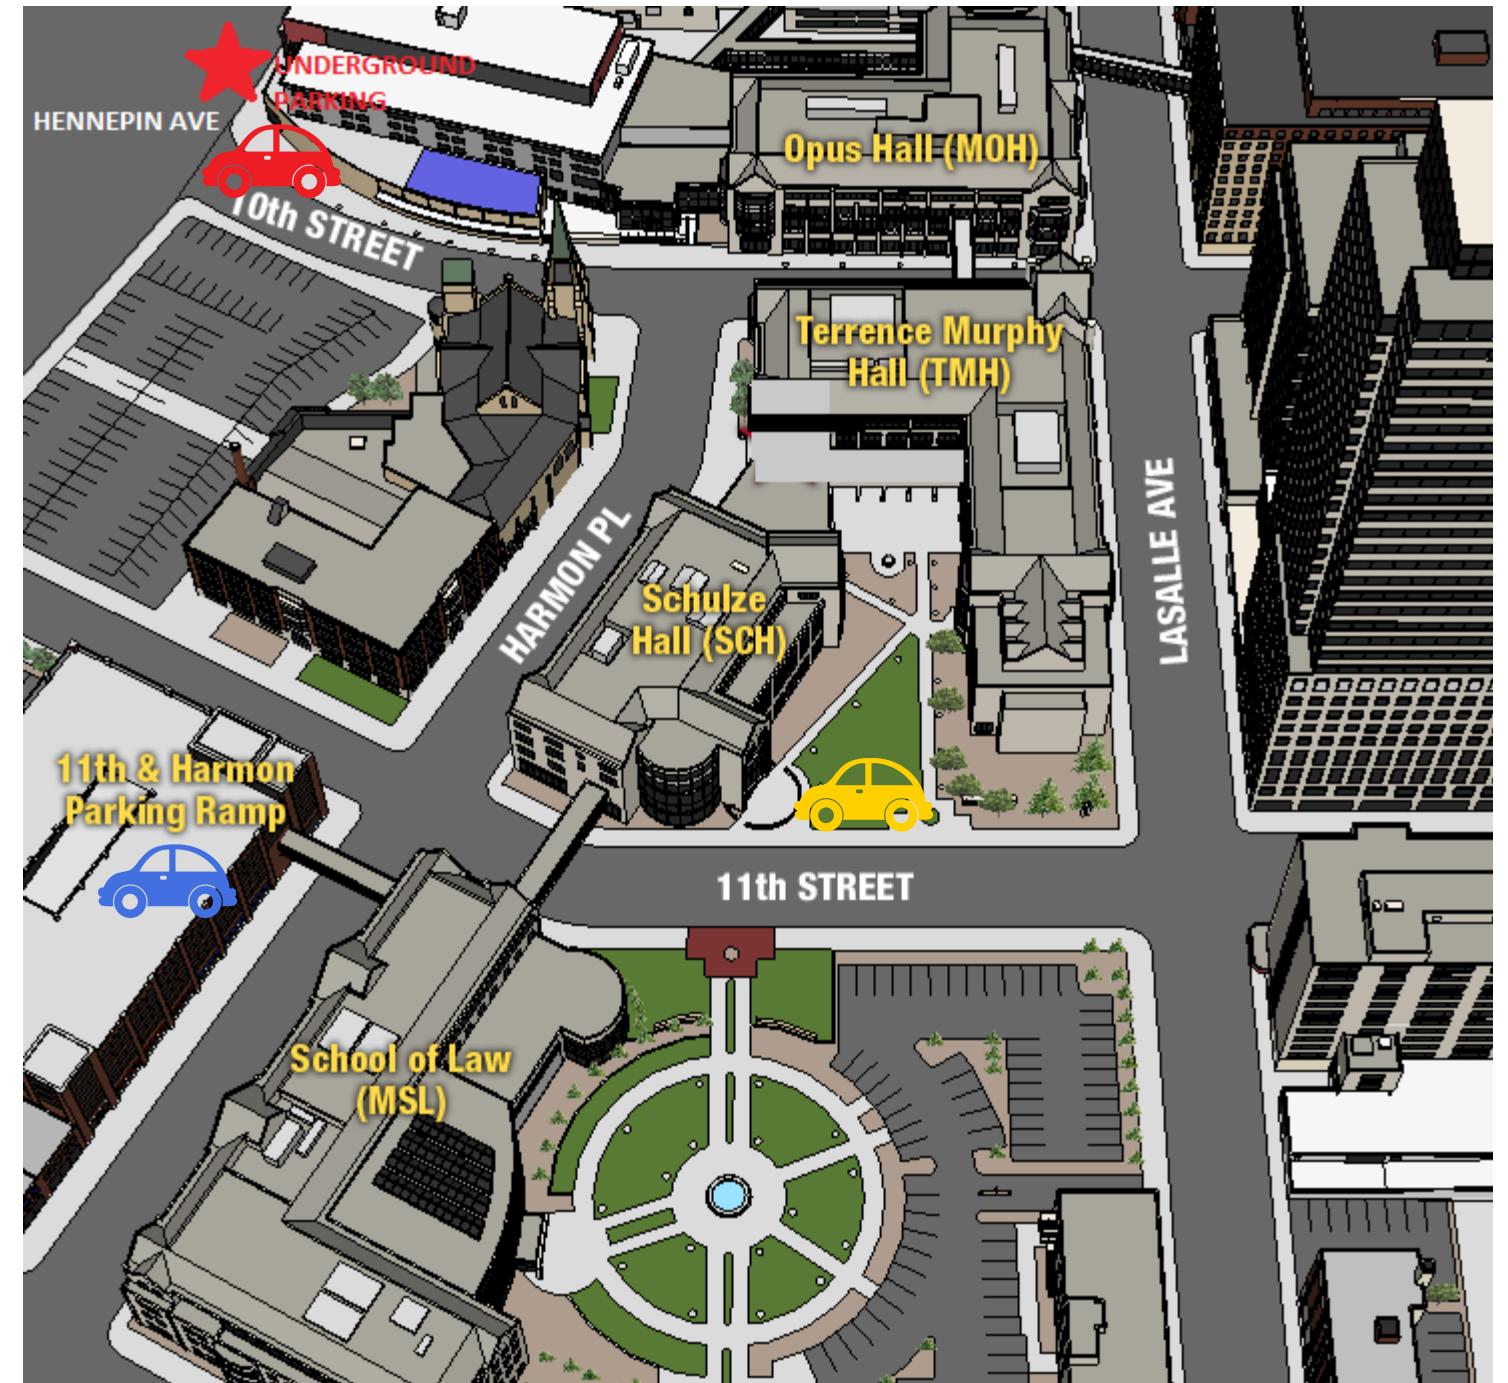 UNDERGROUND
PARKING
HENNEPIN AVE
Opus Hall (MOH)
10th STREET
Terrence Murphy
Hall (TMH)
HARMON PL
LASALLE AVE
Schulze
Hall (SCH)
11th & Harmon
Parking Ramp
11th STREET
School of Law
(MSL)